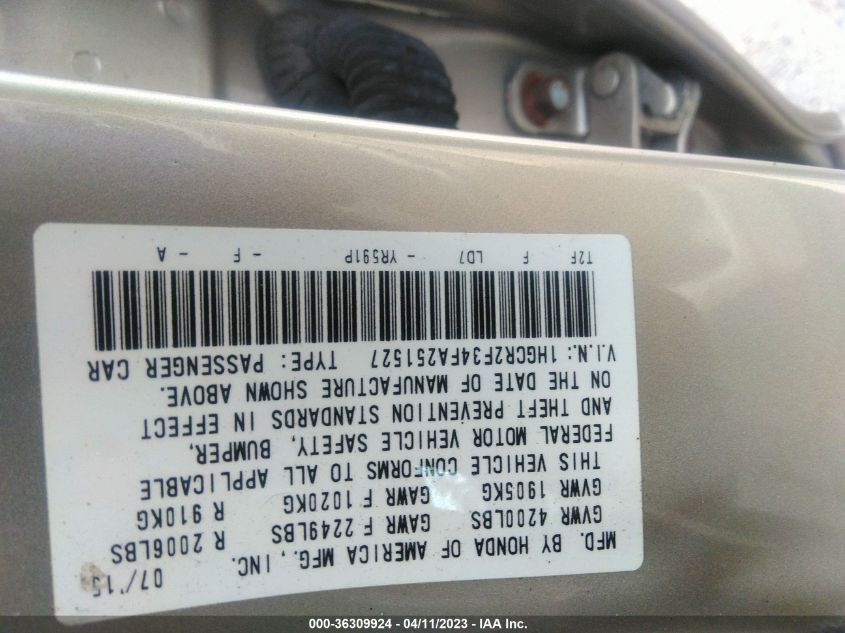 MFD. BY HONDA OF AMERICA MFG., INC. 07/15
GVWR 4200LBS GAWR F 2249LBS R 2006LBS
GVWR 1905KG GAWR F 1020KG R 910KG
THIS VEHICLE CONFORMS TO ALL APPLICABLE
FEDERAL MOTOR VEHICLE SAFETY, BUMPER,
AND THEFT PREVENTION STANDARDS IN EFFECT
ON THE DATE OF MANUFACTURE SHOWN ABOVE.
V.I.N.: 1HGCR2F34FA251527 TYPE: PASSENGER CAR
T2F F LD7 - YR591P - F - A
000-36309924 - 04/11/2023 - IAA Inc.